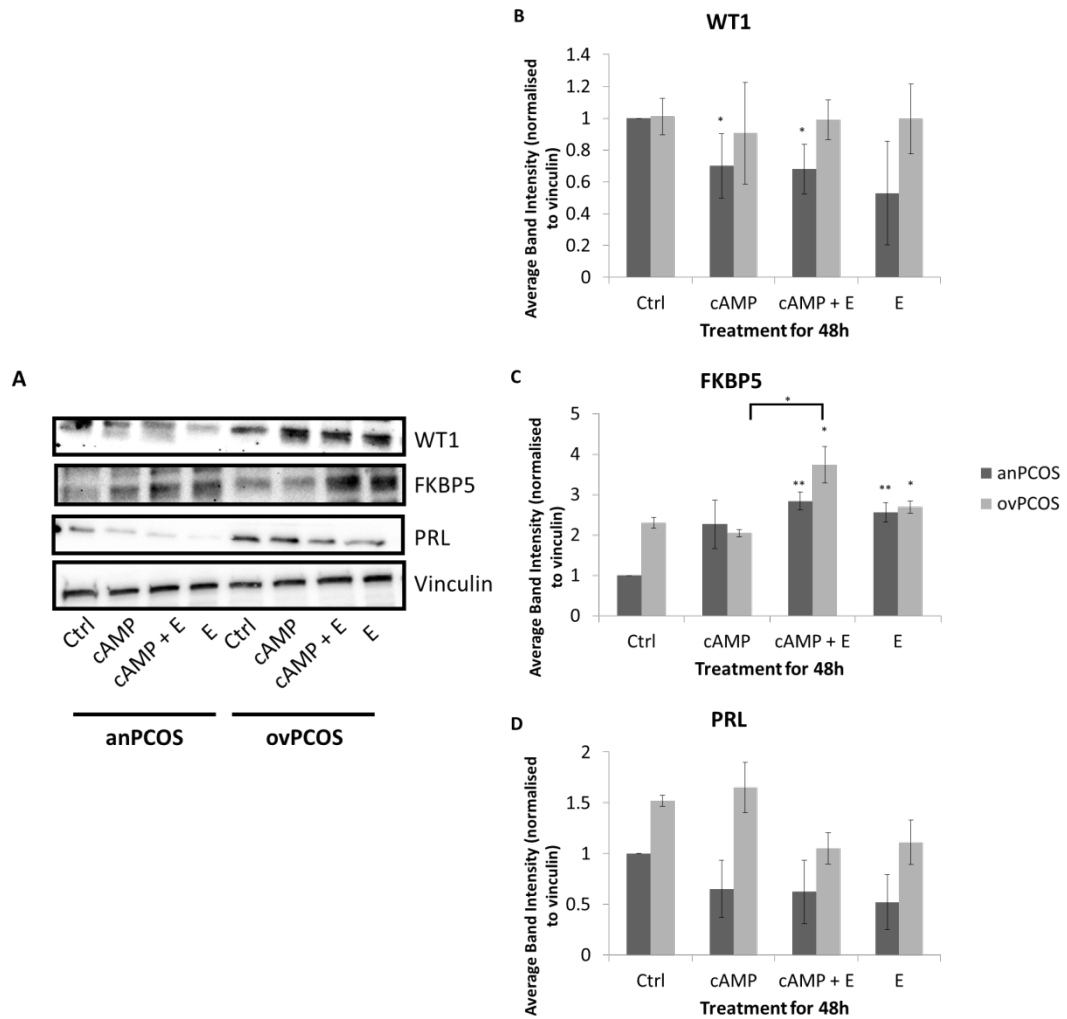 A
WT1
FKBP5
PRL
Vinculin
Ctrl
cAMP
cAMP + E
E
Ctrl
cAMP
cAMP + E
E
anPCOS
ovPCOS
B
WT1
Average Band Intensity (normalised
to vinculin)
1.4
1.2
1
0.8
0.6
0.4
0.2
0
*
*
Ctrl
cAMP
cAMP + E
E
Treatment for 48h
C
FKBP5
Average Band Intensity (normalised
to vinculin)
5
4
3
2
1
0
*
*
**
**
*
Ctrl
cAMP
cAMP + E
E
Treatment for 48h
anPCOS
ovPCOS
D
PRL
Average Band Intensity (normalised
to vinculin)
2
1.5
1
0.5
0
Ctrl
cAMP
cAMP + E
E
Treatment for 48h